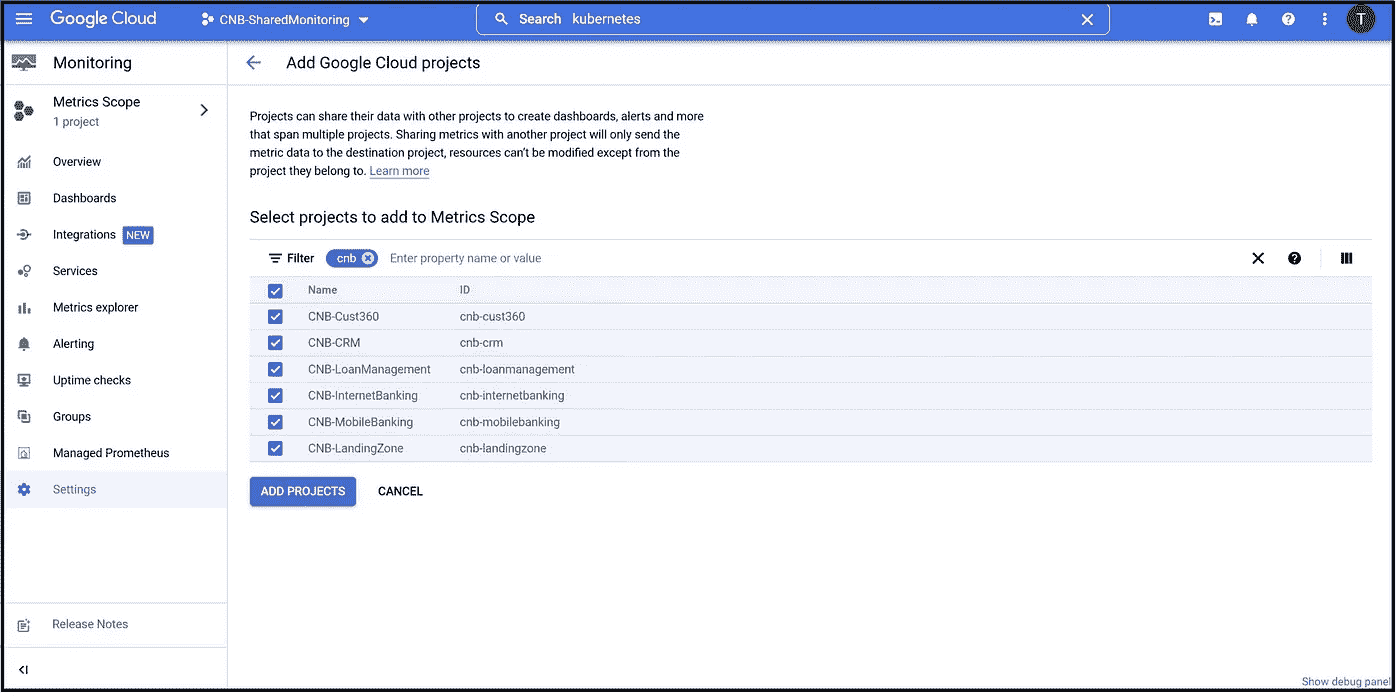 Google Cloud
CNB-SharedMonitoring
Search kubernetes
T
Monitoring
Metrics Scope
1 project
Overview
Dashboards
Integrations NEW
Services
Metrics explorer
Alerting
Uptime checks
Groups
Managed Prometheus
Settings
Release Notes
Add Google Cloud projects
Projects can share their data with other projects to create dashboards, alerts and more
that span multiple projects. Sharing metrics with another project will only send the
metric data to the destination project, resources can't be modified except from the
project they belong to. Learn more
Select projects to add to Metrics Scope
Filter cnb Enter property name or value
Name ID
CNB-Cust360 cnb-cust360
CNB-CRM cnb-crm
CNB-LoanManagement cnb-loanmanagement
CNB-InternetBanking cnb-internetbanking
CNB-MobileBanking cnb-mobilebanking
CNB-LandingZone cnb-landingzone
ADD PROJECTS CANCEL
Show debug panel